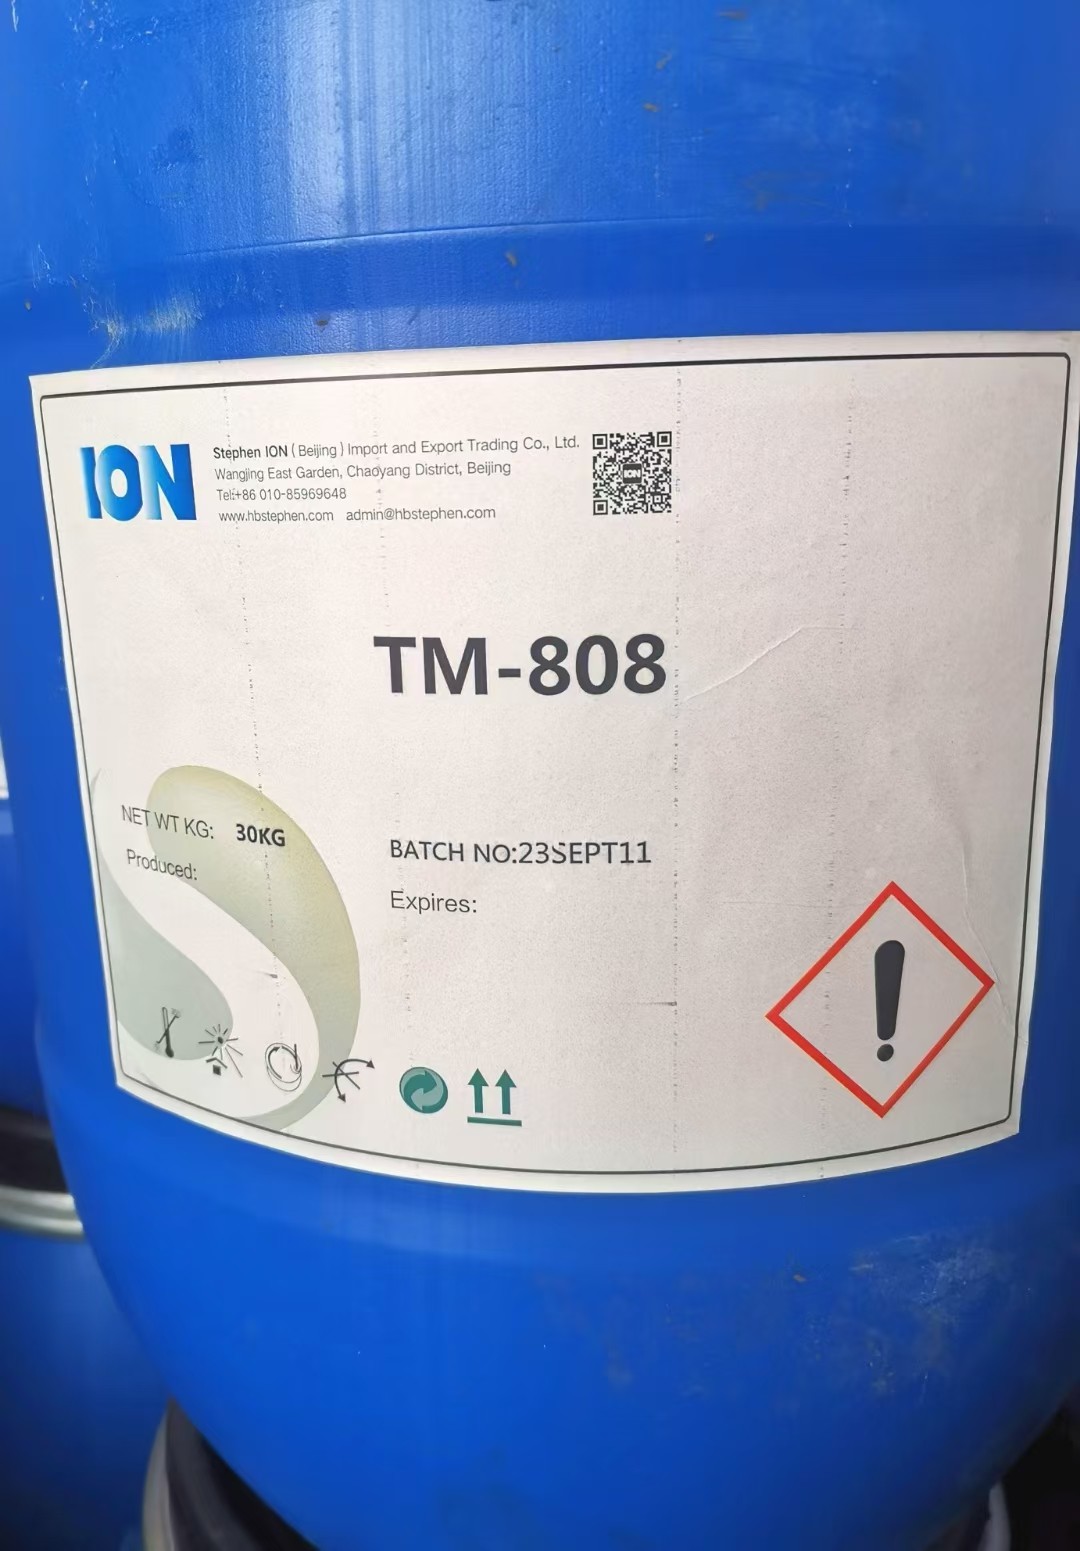 ION
Stephen ION ( Beijing ) Import and Export Trading Co., Ltd.
Wangjing East Garden, Chaoyang District, Beijing
Tel:+86 010-85969648
www.hbstephen.com admin@hbstephen.com
ION
TM-808
NET WT KG: 30KG
BATCH NO:23SEPT11
Produced:
Expires: